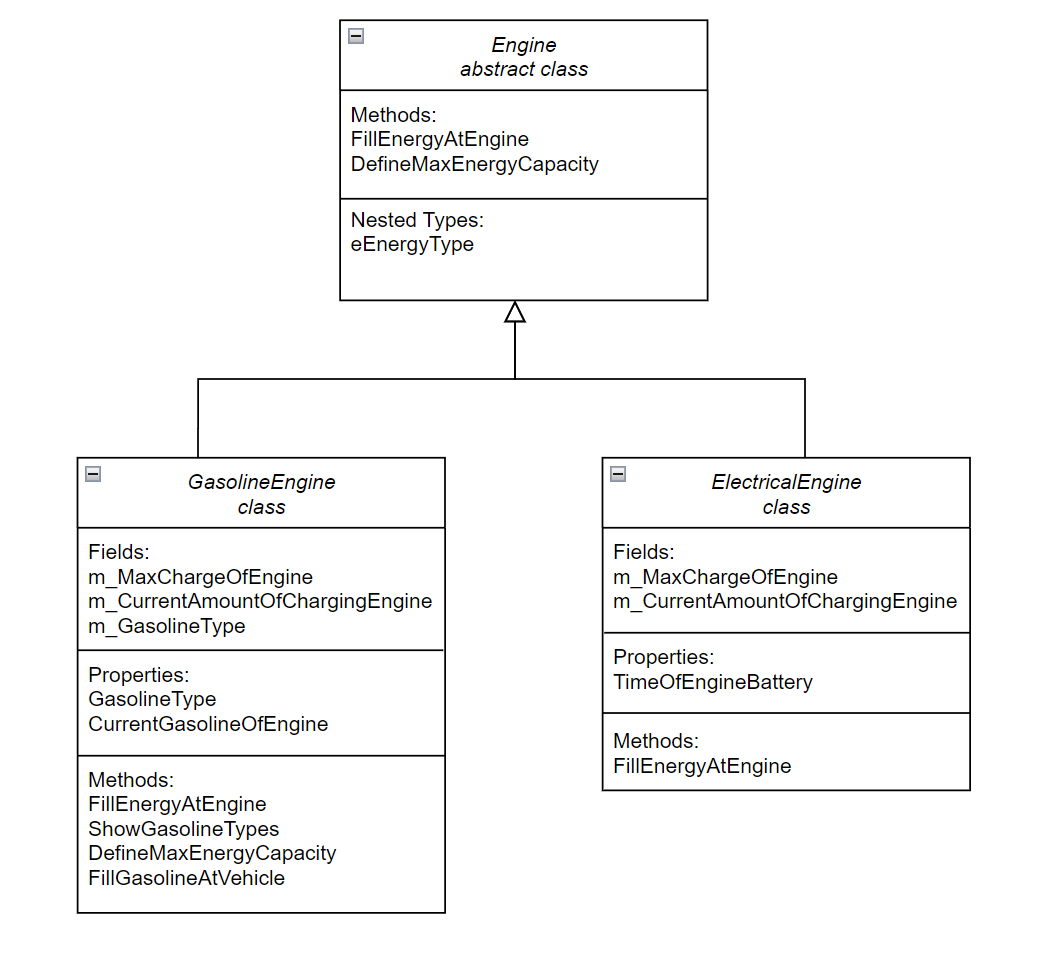 Engine
abstract class
Methods:
FillEnergyAtEngine
DefineMaxEnergyCapacity
Nested Types:
eEnergyType
GasolineEngine
class
Fields:
m_MaxChargeOfEngine
m_CurrentAmountOfChargingEngine
m_GasolineType
Properties:
GasolineType
CurrentGasolineOfEngine
Methods:
FillEnergyAtEngine
ShowGasolineTypes
DefineMaxEnergyCapacity
FillGasolineAtVehicle
ElectricalEngine
class
Fields:
m_MaxChargeOfEngine
m_CurrentAmountOfChargingEngine
Properties:
TimeOfEngineBattery
Methods:
FillEnergyAtEngine